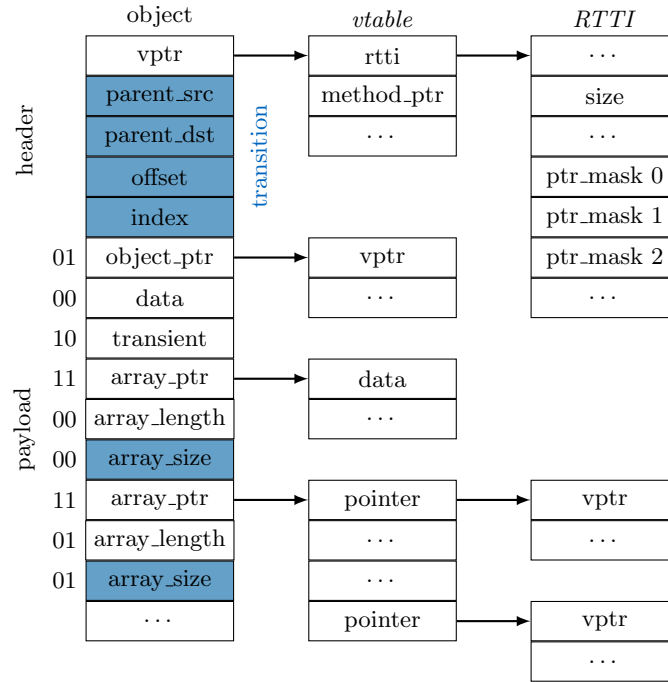 object vtable RTTI
vptr rtti ···
parent_src method_ptr size
parent_dst ··· ···
offset ptr_mask 0
index ptr_mask 1
01 object_ptr vptr ptr_mask 2
00 data ··· ···
10 transient
11 array_ptr data
00 array_length ···
00 array_size
11 array_ptr pointer vptr
01 array_length ··· ···
01 array_size ···
··· pointer vptr
···
header
payload
transition